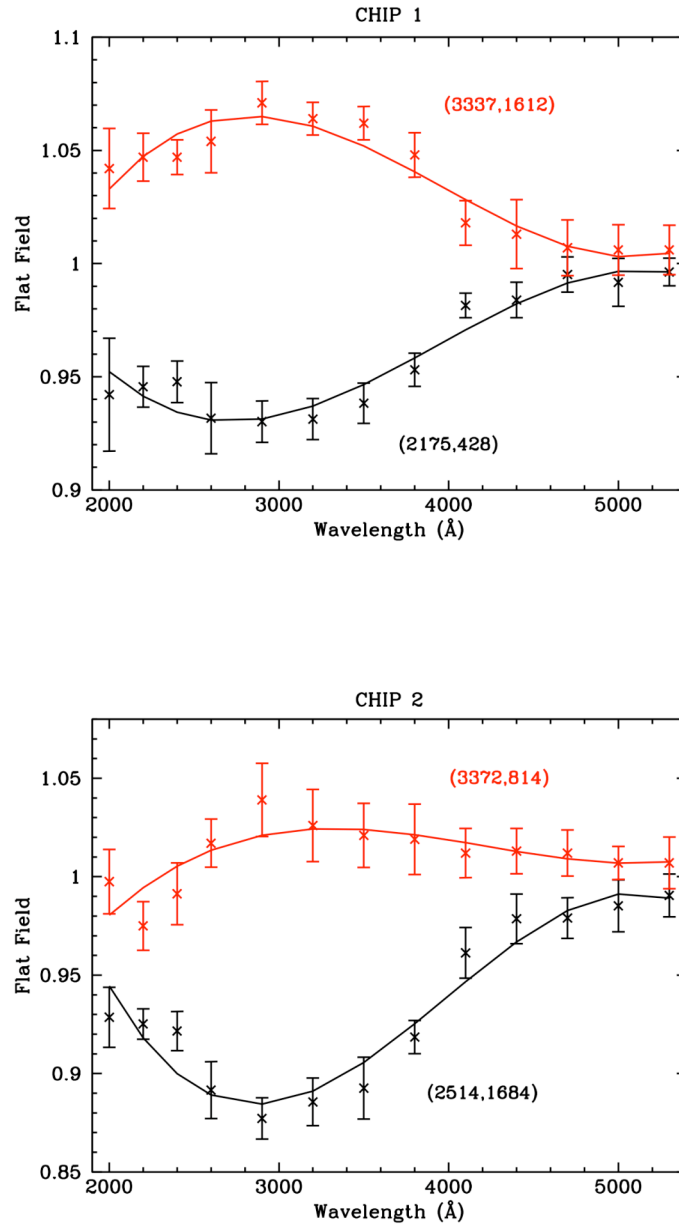 CHIP 1
1.1
(3337,1612)
1.05
Flat Field
1
0.95
(2175,428)
0.9
2000 3000 4000 5000
Wavelength (Å)
CHIP 2
1.05
(3372,814)
1
Flat Field
0.95
0.9
(2514,1684)
0.85
2000 3000 4000 5000
Wavelength (Å)